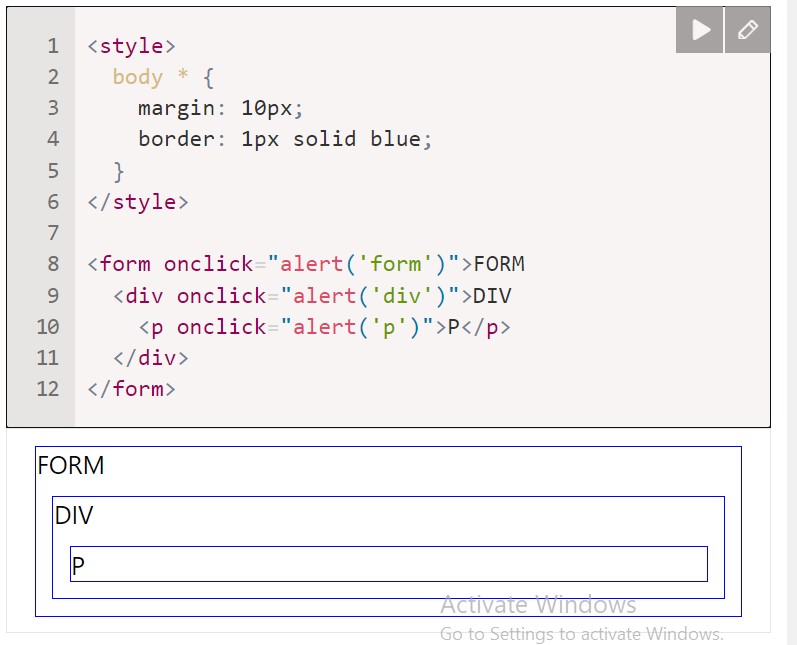 1 <style>
2   body * {
3     margin: 10px;
4     border: 1px solid blue;
5   }
6 </style>
7
8 <form onclick="alert('form')">FORM
9   <div onclick="alert('div')">DIV
10     <p onclick="alert('p')">P</p>
11   </div>
12 </form>
FORM
DIV
P
Activate Windows
Go to Settings to activate Windows.